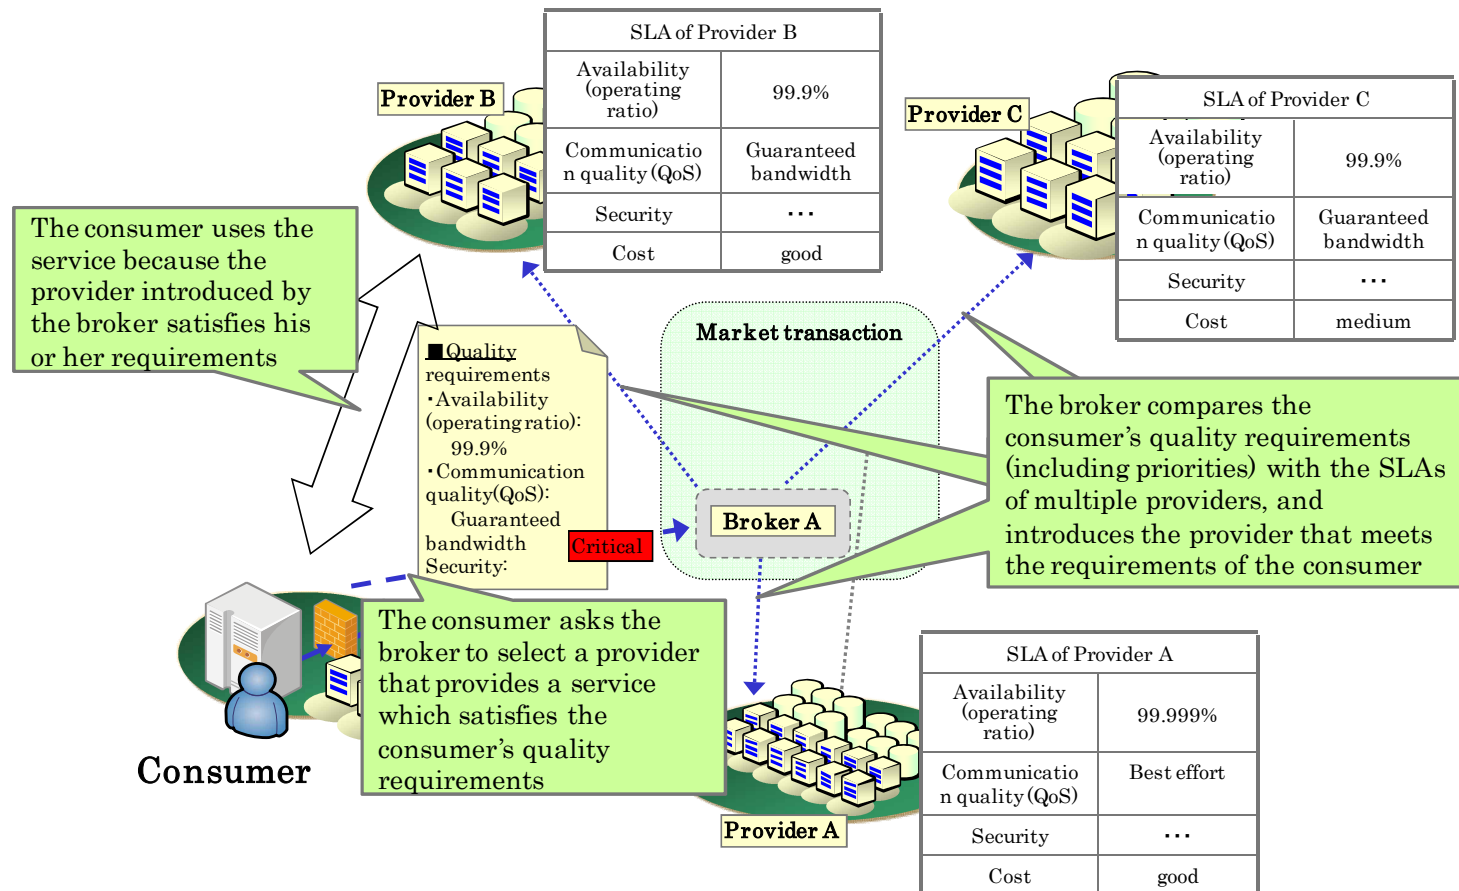 SLA of Provider B
Availability
(operating
ratio)
99.9%
Communicatio
n quality (QoS)
Guaranteed
bandwidth
Security
･･･
Cost
good
Provider B
Provider C
SLA of Provider C
Availability
(operating
ratio)
99.9%
Communicatio
n quality (QoS)
Guaranteed
bandwidth
Security
･･･
Cost
medium
The consumer uses the
service because the
provider introduced by
the broker satisfies his
or her requirements
Market transaction
■Quality
requirements
・Availability
(operating ratio):
99.9%
・Communication
quality(QoS):
Guaranteed
bandwidth
Security:
Critical
Broker A
The broker compares the
consumer’s quality requirements
(including priorities) with the SLAs
of multiple providers, and
introduces the provider that meets
the requirements of the consumer
The consumer asks the
broker to select a provider
that provides a service
which satisfies the
consumer’s quality
requirements
Consumer
Provider A
SLA of Provider A
Availability
(operating
ratio)
99.999%
Communicatio
n quality (QoS)
Best effort
Security
･･･
Cost
good